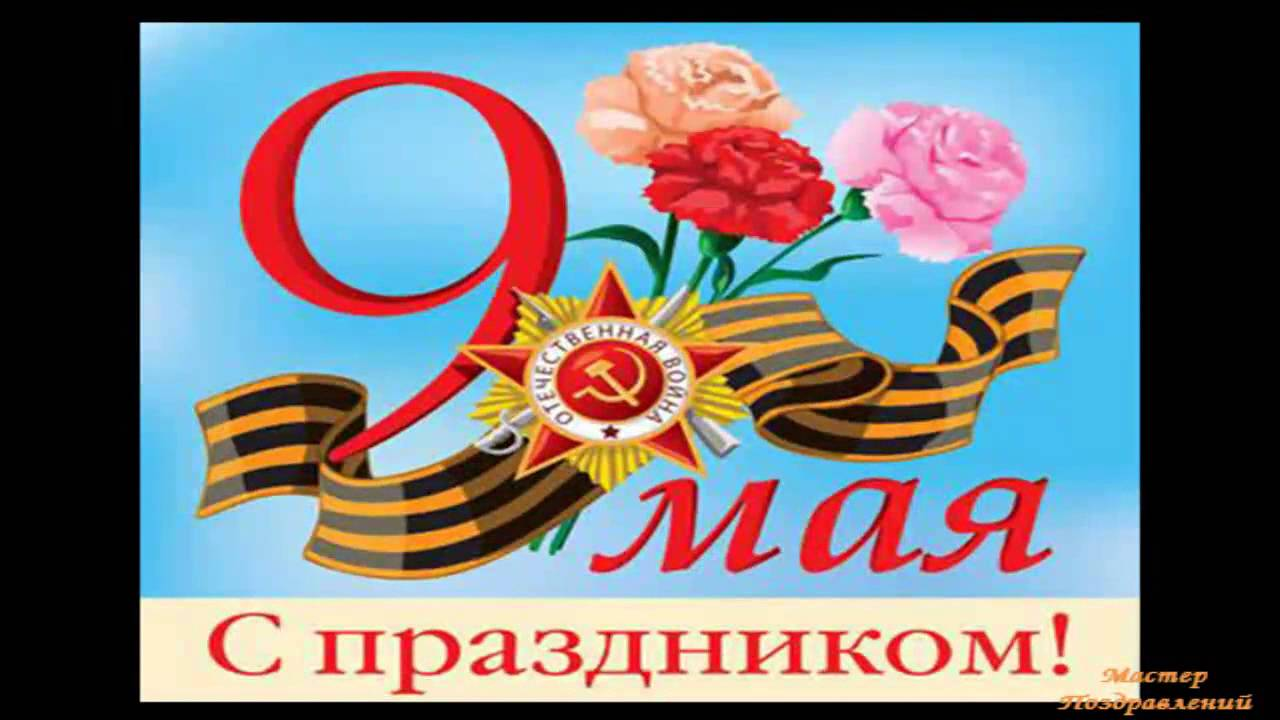 9
ОТЕЧЕСТВЕННАЯ ВОЙНА
мая
С праздником!
Мастер
Поздравлений